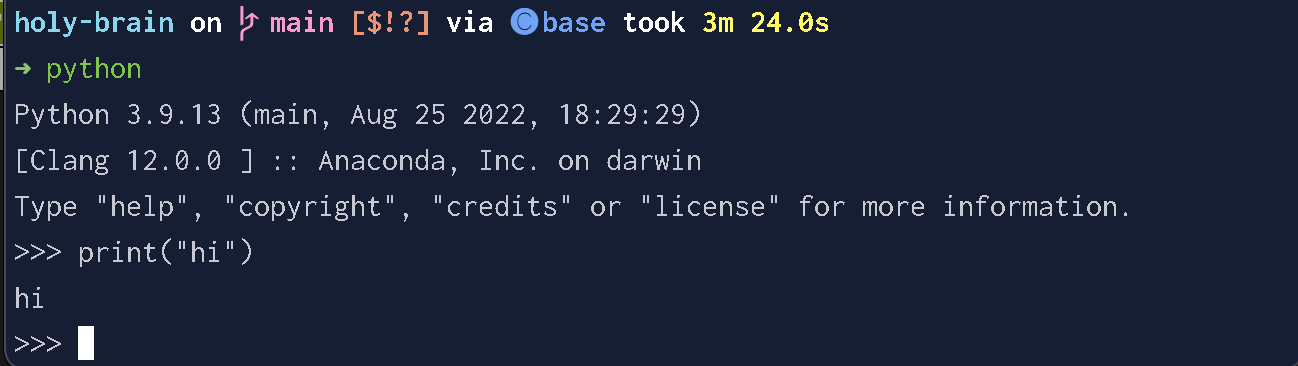 holy-brain on main [$!?] via Ⓒ base took 3m 24.0s
➜ python
Python 3.9.13 (main, Aug 25 2022, 18:29:29)
[Clang 12.0.0 ] :: Anaconda, Inc. on darwin
Type "help", "copyright", "credits" or "license" for more information.
>>> print("hi")
hi
>>>